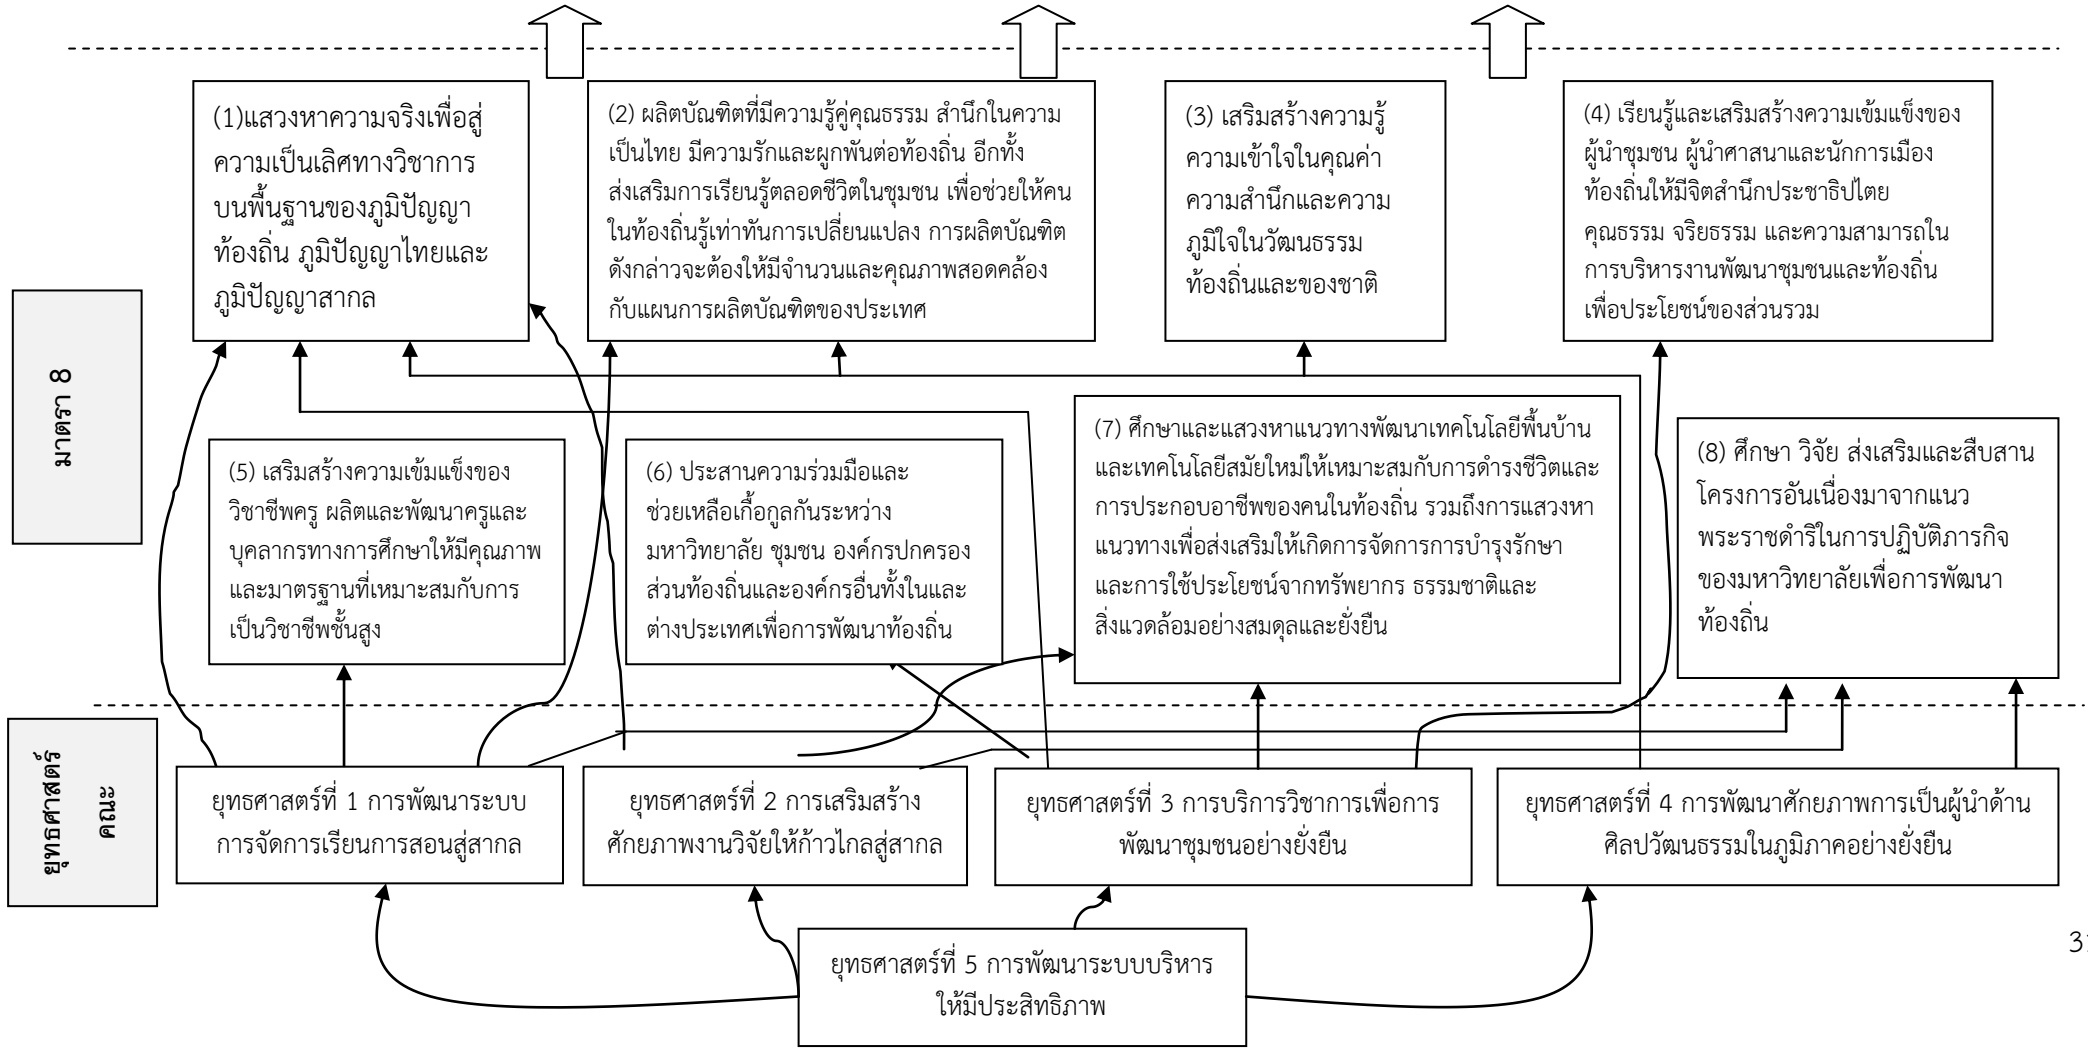 (1)แสวงหาความจริงเพื่อสู่
ความเป็นเลิศทางวิชาการ
บนพื้นฐานของภูมิปัญญา
ท้องถิ่น ภูมิปัญญาไทยและ
ภูมิปัญญาสากล
(2) ผลิตบัณฑิตที่มีความรู้คู่คุณธรรม สำนึกในความ
เป็นไทย มีความรักและผูกพันต่อท้องถิ่น อีกทั้ง
ส่งเสริมการเรียนรู้ตลอดชีวิตในชุมชน เพื่อช่วยให้คน
ในท้องถิ่นรู้เท่าทันการเปลี่ยนแปลง การผลิตบัณฑิต
ดังกล่าวจะต้องให้มีจำนวนและคุณภาพสอดคล้อง
กับแผนการผลิตบัณฑิตของประเทศ
(3) เสริมสร้างความรู้
ความเข้าใจในคุณค่า
ความสำนึกและความ
ภูมิใจในวัฒนธรรม
ท้องถิ่นและของชาติ
(4) เรียนรู้และเสริมสร้างความเข้มแข็งของ
ผู้นำชุมชน ผู้นำศาสนาและนักการเมือง
ท้องถิ่นให้มีจิตสำนึกประชาธิปไตย
คุณธรรม จริยธรรม และความสามารถใน
การบริหารงานพัฒนาชุมชนและท้องถิ่น
เพื่อประโยชน์ของส่วนรวม
มาตรา 8
(5) เสริมสร้างความเข้มแข็งของ
วิชาชีพครู ผลิตและพัฒนาครูและ
บุคลากรทางการศึกษาให้มีคุณภาพ
และมาตรฐานที่เหมาะสมกับการ
เป็นวิชาชีพชั้นสูง
(6) ประสานความร่วมมือและ
ช่วยเหลือเกื้อกูลกันระหว่าง
มหาวิทยาลัย ชุมชน องค์กรปกครอง
ส่วนท้องถิ่นและองค์กรอื่นทั้งในและ
ต่างประเทศเพื่อการพัฒนาท้องถิ่น
(7) ศึกษาและแสวงหาแนวทางพัฒนาเทคโนโลยีพื้นบ้าน
และเทคโนโลยีสมัยใหม่ให้เหมาะสมกับการดำรงชีวิตและ
การประกอบอาชีพของคนในท้องถิ่น รวมถึงการแสวงหา
แนวทางเพื่อส่งเสริมให้เกิดการจัดการการบำรุงรักษา
และการใช้ประโยชน์จากทรัพยากร ธรรมชาติและ
สิ่งแวดล้อมอย่างสมดุลและยั่งยืน
(8) ศึกษา วิจัย ส่งเสริมและสืบสาน
โครงการอันเนื่องมาจากแนว
พระราชดำริในการปฏิบัติภารกิจ
ของมหาวิทยาลัยเพื่อการพัฒนา
ท้องถิ่น
ยุทธศาสตร์
คณะ
ยุทธศาสตร์ที่ 1 การพัฒนาระบบ
การจัดการเรียนการสอนสู่สากล
ยุทธศาสตร์ที่ 2 การเสริมสร้าง
ศักยภาพงานวิจัยให้ก้าวไกลสู่สากล
ยุทธศาสตร์ที่ 3 การบริการวิชาการเพื่อการ
พัฒนาชุมชนอย่างยั่งยืน
ยุทธศาสตร์ที่ 4 การพัฒนาศักยภาพการเป็นผู้นำด้าน
ศิลปวัฒนธรรมในภูมิภาคอย่างยั่งยืน
ยุทธศาสตร์ที่ 5 การพัฒนาระบบบริหาร
ให้มีประสิทธิภาพ